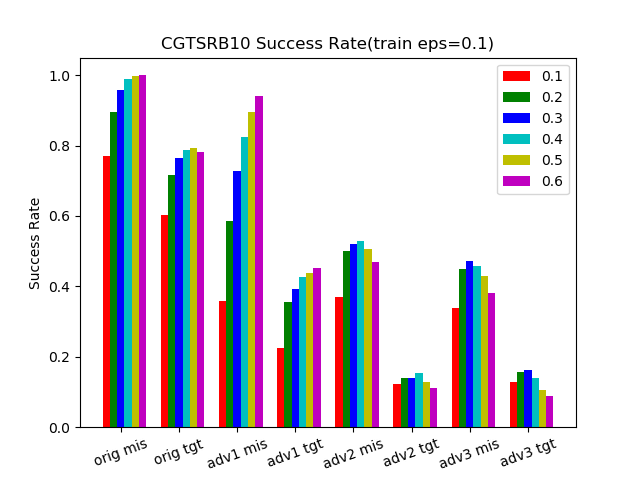 CGTSRB10 Success Rate(train eps=0.1)
Success Rate
1.0
0.8
0.6
0.4
0.2
0.0
0.1
0.2
0.3
0.4
0.5
0.6
orig mis
orig tgt
adv1 mis
adv1 tgt
adv2 mis
adv2 tgt
adv3 mis
adv3 tgt